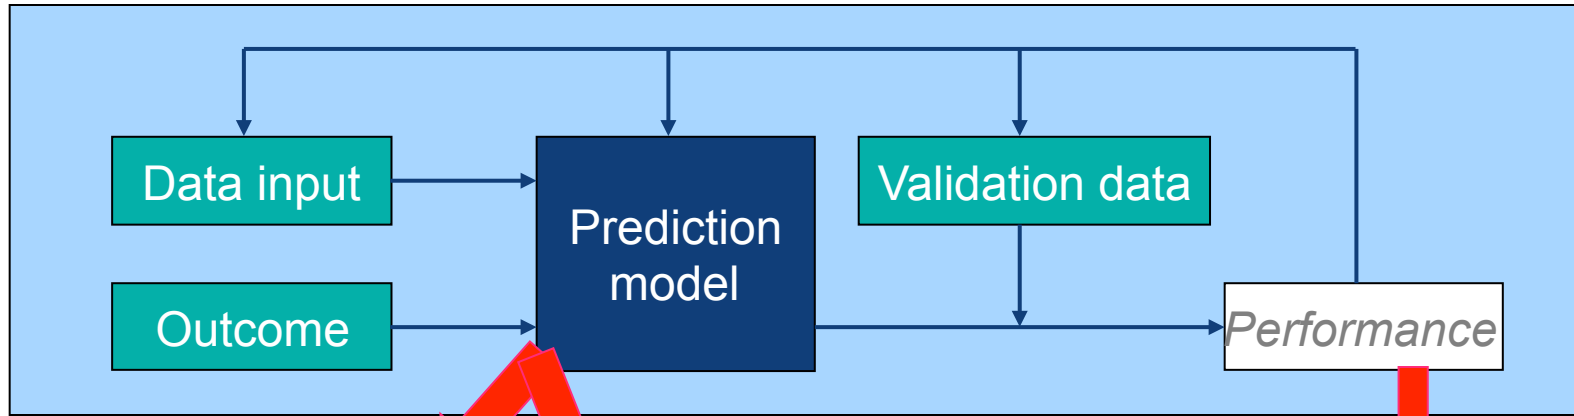 Data input
Prediction
model
Validation data
Outcome
Performance